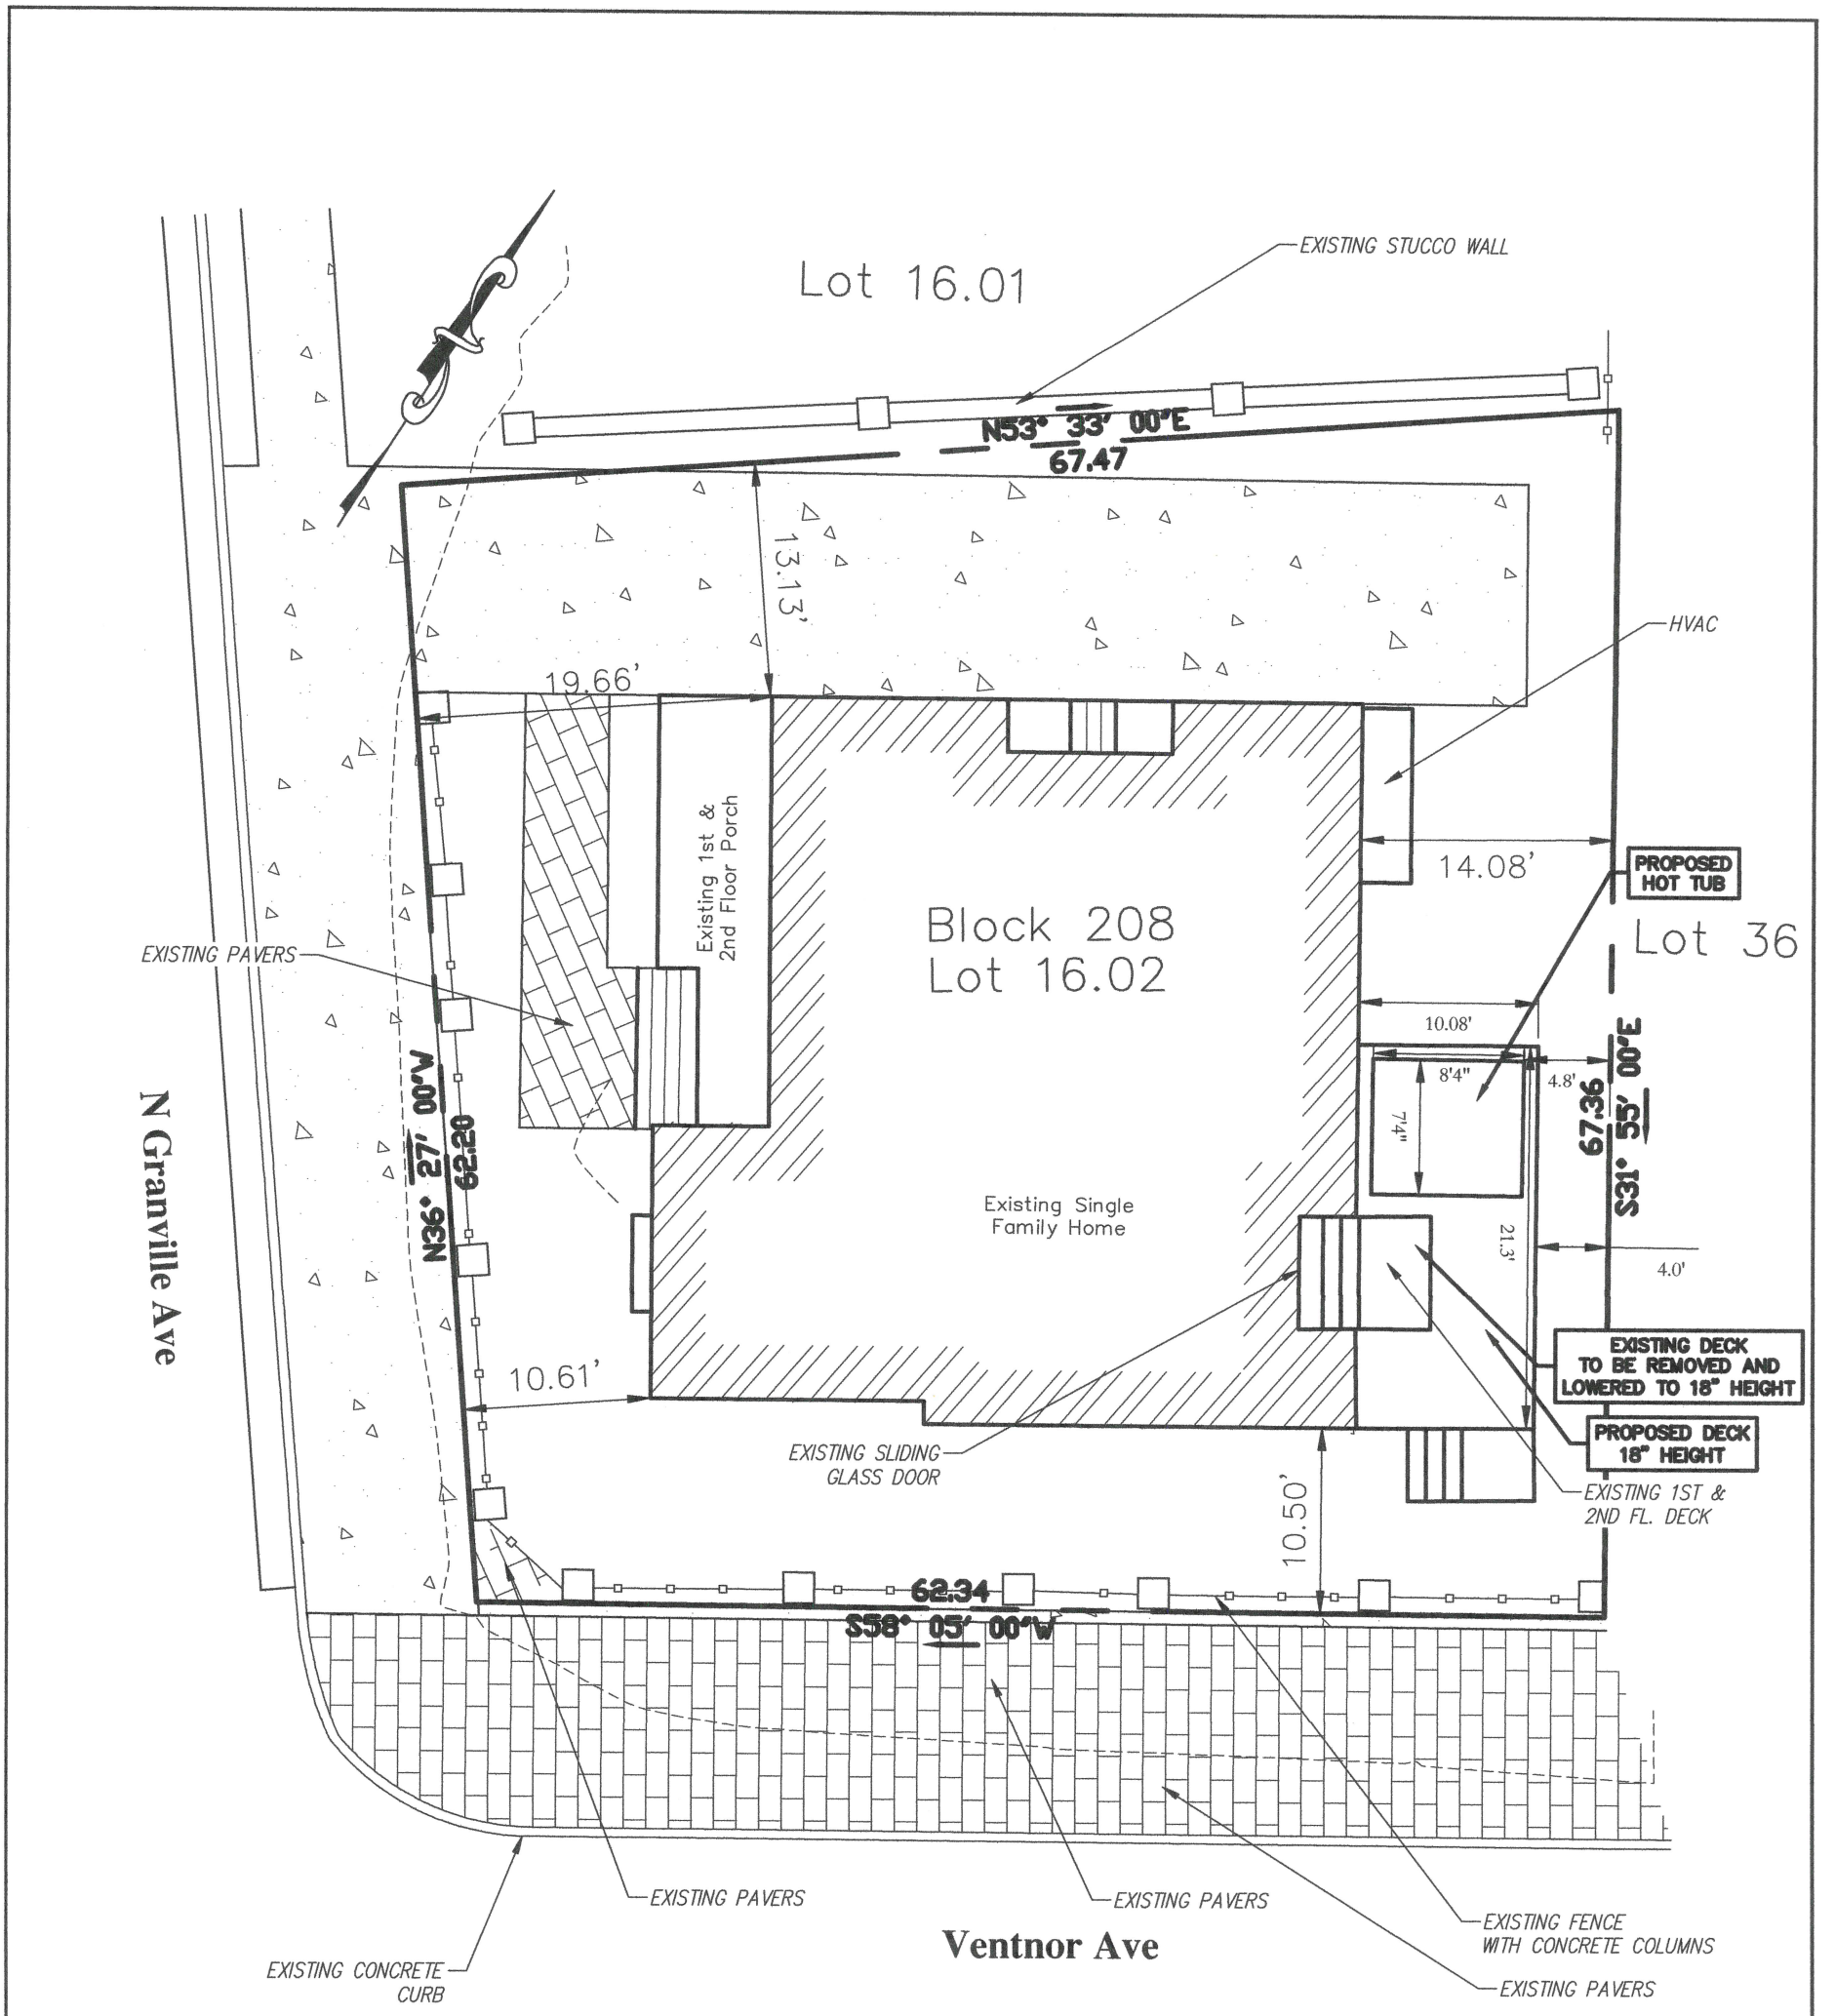 EXISTING STUCCO WALL
Lot 16.01
N53° 33' 00"E
67.47
13.13'
HVAC
19.66'
Existing 1st &
2nd Floor Porch
14.08'
PROPOSED
HOT TUB
Block 208
Lot 16.02
Lot 36
EXISTING PAVERS
10.08'
8'4"
4.8'
7'4"
67.36
S31° 55' 00"E
N Granville Ave
N36° 27' 00"W
62.20
Existing Single
Family Home
21.3'
4.0'
EXISTING DECK
TO BE REMOVED AND
LOWERED TO 18" HEIGHT
10.61'
PROPOSED DECK
18" HEIGHT
EXISTING SLIDING
GLASS DOOR
EXISTING 1ST &
2ND FL. DECK
10.50'
62.34
S58° 05' 00"W
EXISTING PAVERS
EXISTING PAVERS
EXISTING FENCE
WITH CONCRETE COLUMNS
Ventnor Ave
EXISTING CONCRETE
CURB
EXISTING PAVERS